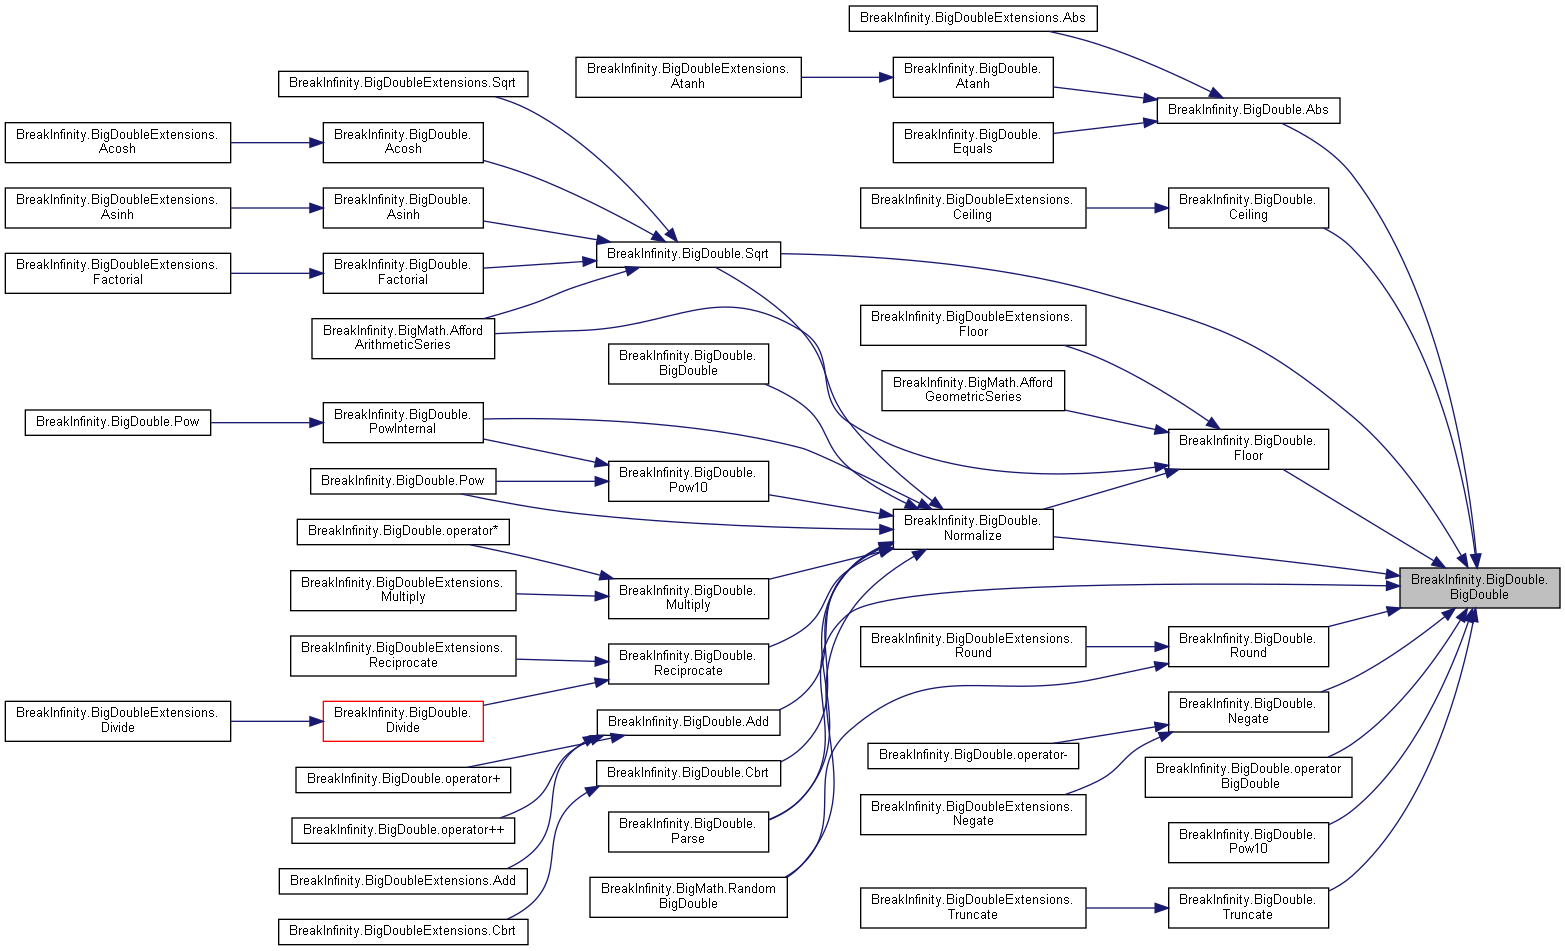 BreakInfinity.BigDoubleExtensions.Abs
BreakInfinity.BigDoubleExtensions.
Atanh
BreakInfinity.BigDouble.
Atanh
BreakInfinity.BigDoubleExtensions.Sqrt
BreakInfinity.BigDouble.Abs
BreakInfinity.BigDoubleExtensions.
Acosh
BreakInfinity.BigDouble.
Acosh
BreakInfinity.BigDouble.
Equals
BreakInfinity.BigDoubleExtensions.
Asinh
BreakInfinity.BigDouble.
Asinh
BreakInfinity.BigDoubleExtensions.
Ceiling
BreakInfinity.BigDouble.
Ceiling
BreakInfinity.BigDouble.Sqrt
BreakInfinity.BigDoubleExtensions.
Factorial
BreakInfinity.BigDouble.
Factorial
BreakInfinity.BigMath.Afford
ArithmeticSeries
BreakInfinity.BigDoubleExtensions.
Floor
BreakInfinity.BigDouble.
BigDouble
BreakInfinity.BigMath.Afford
GeometricSeries
BreakInfinity.BigDouble.Pow
BreakInfinity.BigDouble.
PowInternal
BreakInfinity.BigDouble.
Floor
BreakInfinity.BigDouble.Pow
BreakInfinity.BigDouble.
Pow10
BreakInfinity.BigDouble.
Normalize
BreakInfinity.BigDouble.operator*
BreakInfinity.BigDoubleExtensions.
Multiply
BreakInfinity.BigDouble.
Multiply
BreakInfinity.BigDouble.
BigDouble
BreakInfinity.BigDoubleExtensions.
Reciprocate
BreakInfinity.BigDouble.
Reciprocate
BreakInfinity.BigDoubleExtensions.
Round
BreakInfinity.BigDouble.
Round
BreakInfinity.BigDoubleExtensions.
Divide
BreakInfinity.BigDouble.
Divide
BreakInfinity.BigDouble.Add
BreakInfinity.BigDouble.
Negate
BreakInfinity.BigDouble.operator-
BreakInfinity.BigDouble.operator+
BreakInfinity.BigDouble.Cbrt
BreakInfinity.BigDouble.operator
BigDouble
BreakInfinity.BigDouble.operator++
BreakInfinity.BigDouble.
Parse
BreakInfinity.BigDoubleExtensions.
Negate
BreakInfinity.BigDouble.
Pow10
BreakInfinity.BigDoubleExtensions.Add
BreakInfinity.BigMath.Random
BigDouble
BreakInfinity.BigDoubleExtensions.
Truncate
BreakInfinity.BigDouble.
Truncate
BreakInfinity.BigDoubleExtensions.Cbrt